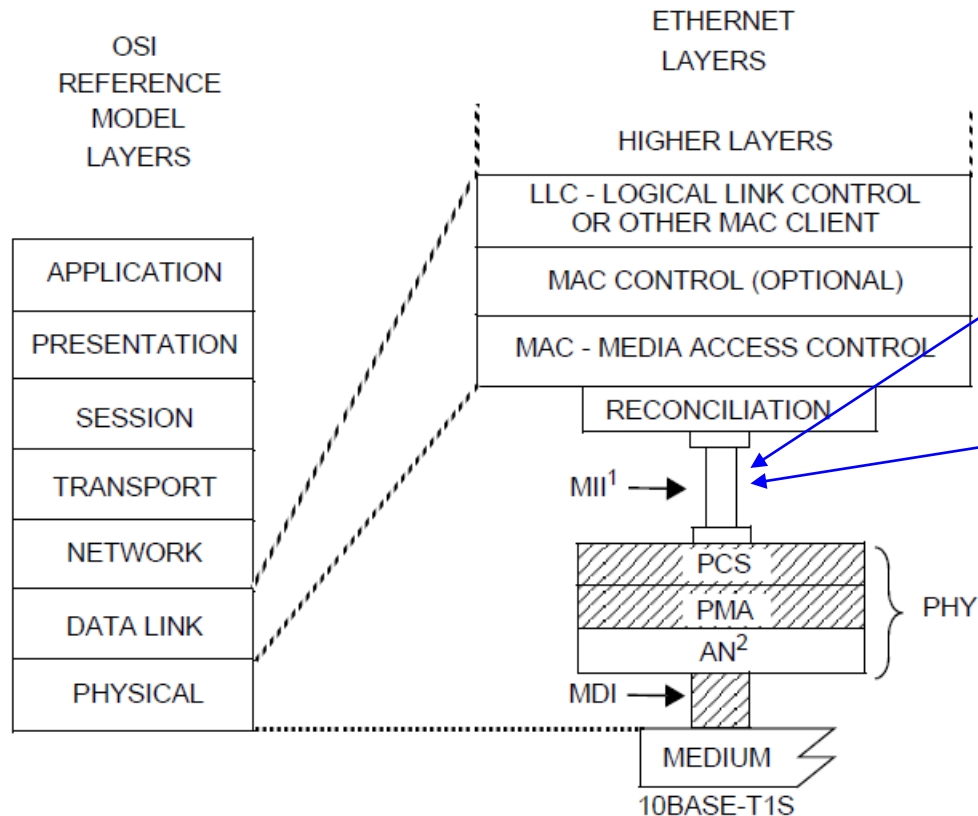 OSI
REFERENCE
MODEL
LAYERS
APPLICATION
PRESENTATION
SESSION
TRANSPORT
NETWORK
DATA LINK
PHYSICAL
ETHERNET
LAYERS
HIGHER LAYERS
LLC - LOGICAL LINK CONTROL
OR OTHER MAC CLIENT
MAC CONTROL (OPTIONAL)
MAC - MEDIA ACCESS CONTROL
RECONCILIATION
MII¹
PCS
PMA
AN²
PHY
MDI
MEDIUM
10BASE-T1S